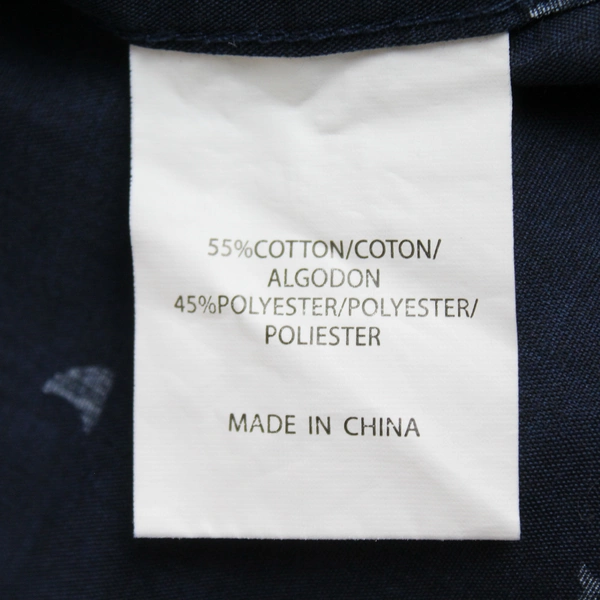 55%COTTON/COTON/
ALGODON
45%POLYESTER/POLYESTER/
POLIESTER
MADE IN CHINA